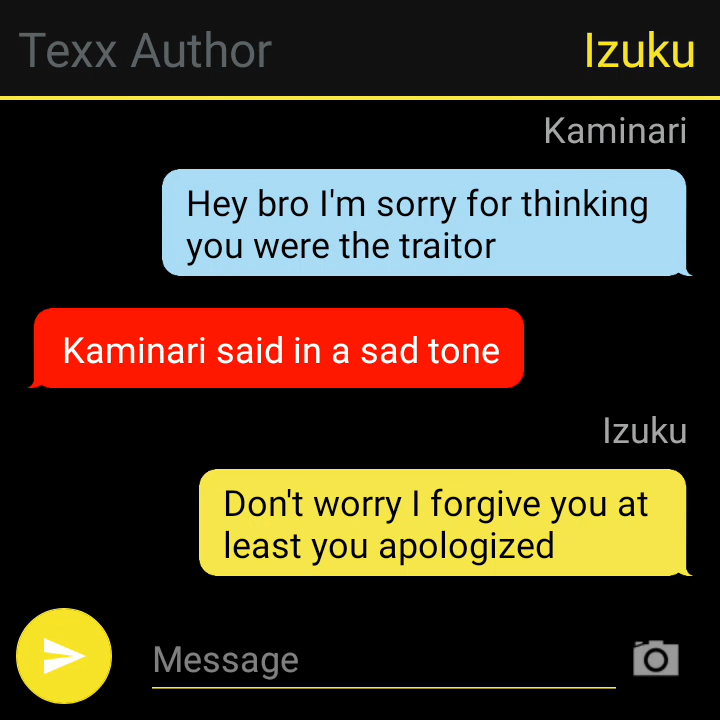 Texx Author
Izuku
Kaminari
Hey bro I'm sorry for thinking
you were the traitor
Kaminari said in a sad tone
Izuku
Don't worry I forgive you at
least you apologized
Message